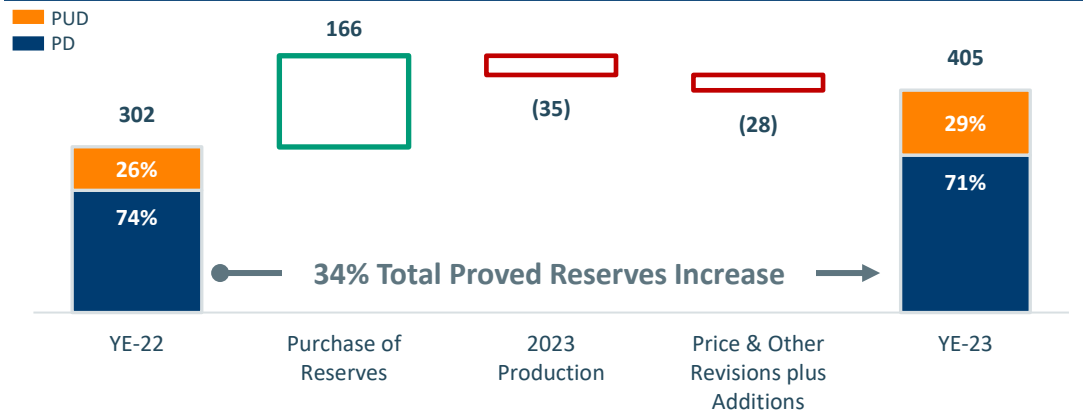 PUD
PD
166
405
302
(35)
(28)
26%
74%
29%
71%
34% Total Proved Reserves Increase
YE-22
Purchase of
Reserves
2023
Production
Price & Other
Revisions plus
Additions
YE-23